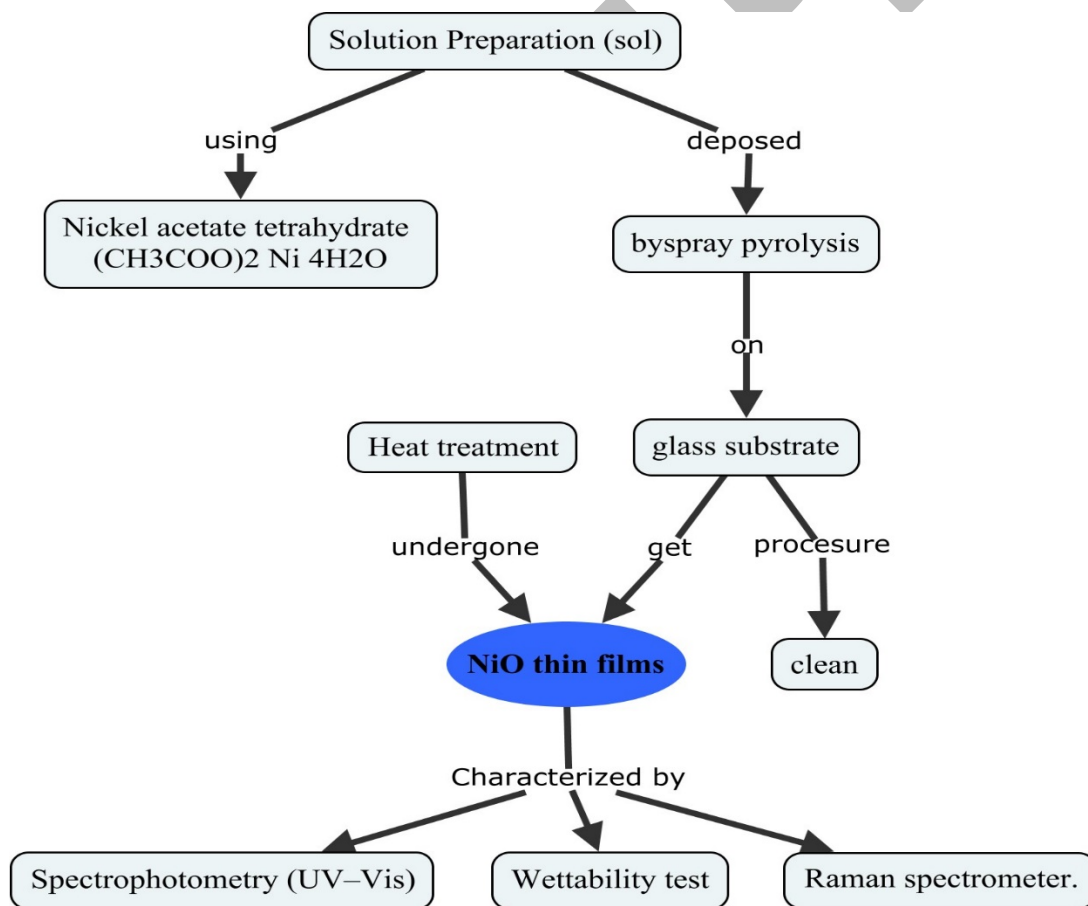 Solution Preparation (sol)
using
deposed
Nickel acetate tetrahydrate
(CH3COO)2 Ni 4H2O
byspray pyrolysis
on
Heat treatment
glass substrate
undergone
get
procesure
NiO thin films
clean
Characterized by
Spectrophotometry (UV–Vis)
Wettability test
Raman spectrometer.